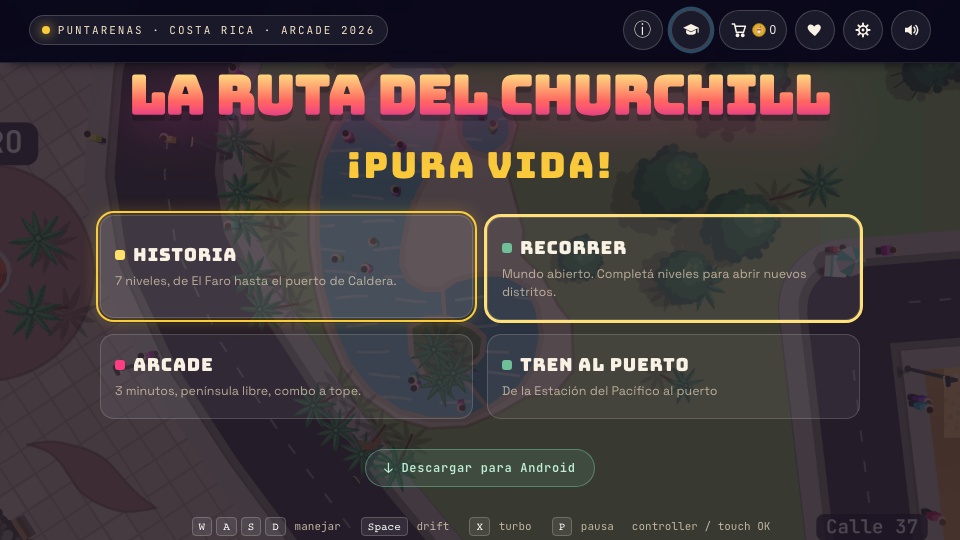 PUNTARENAS · COSTA RICA · ARCADE 2026
0
LA RUTA DEL CHURCHILL
RO
¡PURA VIDA!
HISTORIA
7 niveles, de El Faro hasta el puerto de Caldera.
RECORRER
Mundo abierto. Completá niveles para abrir nuevos
distritos.
ARCADE
3 minutos, península libre, combo a tope.
TREN AL PUERTO
De la Estación del Pacífico al puerto
↓ Descargar para Android
W A S D manejar Space drift X turbo P pausa controller / touch OK
Calle 37